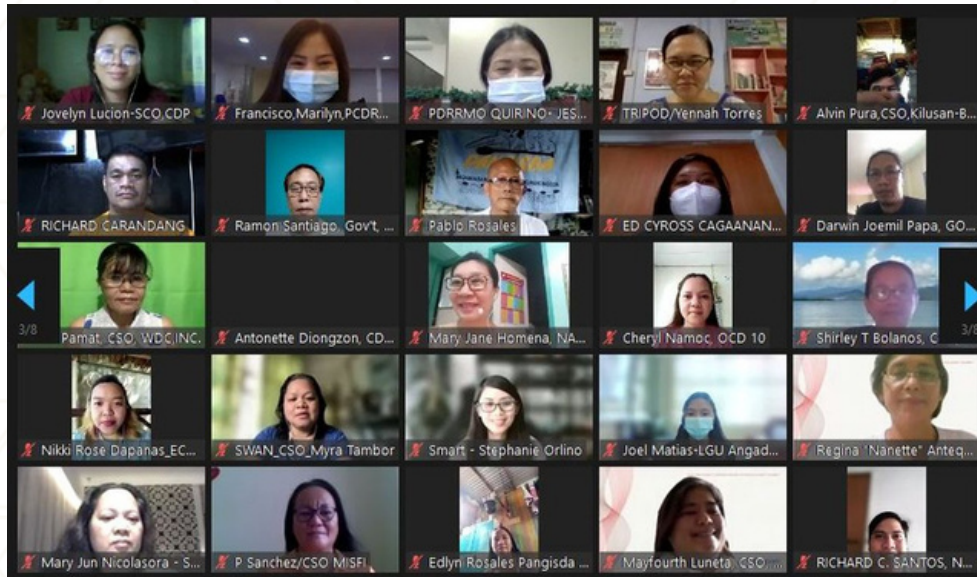 Jovelyn Lucion-SCO CDP
Francisco,Marilyn,PCDR...
PDRRMO QUIRINO- JES...
TRIPOD/Yennah Torres
Alvin Pura,CSO,Kilusan-B...
RICHARD CARANDANG
Ramon Santiago, Gov't, ...
Pablo Rosales
ED CYROSS CAGAANAN...
Darwin Joemil Papa, GO...
3/8
Pamat, CSO, WDC,INC.
Antonette Diongzon, CD...
Mary Jane Homena, NA...
Cheryl Namoc, OCD 10
Shirley T Bolanos, C
3/8
Nikki Rose Dapanas_EC...
SWAN_CSO_Myra Tambor
Smart - Stephanie Orlino
Joel Matias-LGU Angad...
Regina "Nanette" Anteq...
Mary Jun Nicolasora - S...
P Sanchez/CSO MISFI
Edlyn Rosales Pangisda ...
Mayfourth Luneta, CSO, ...
RICHARD C. SANTOS, N...